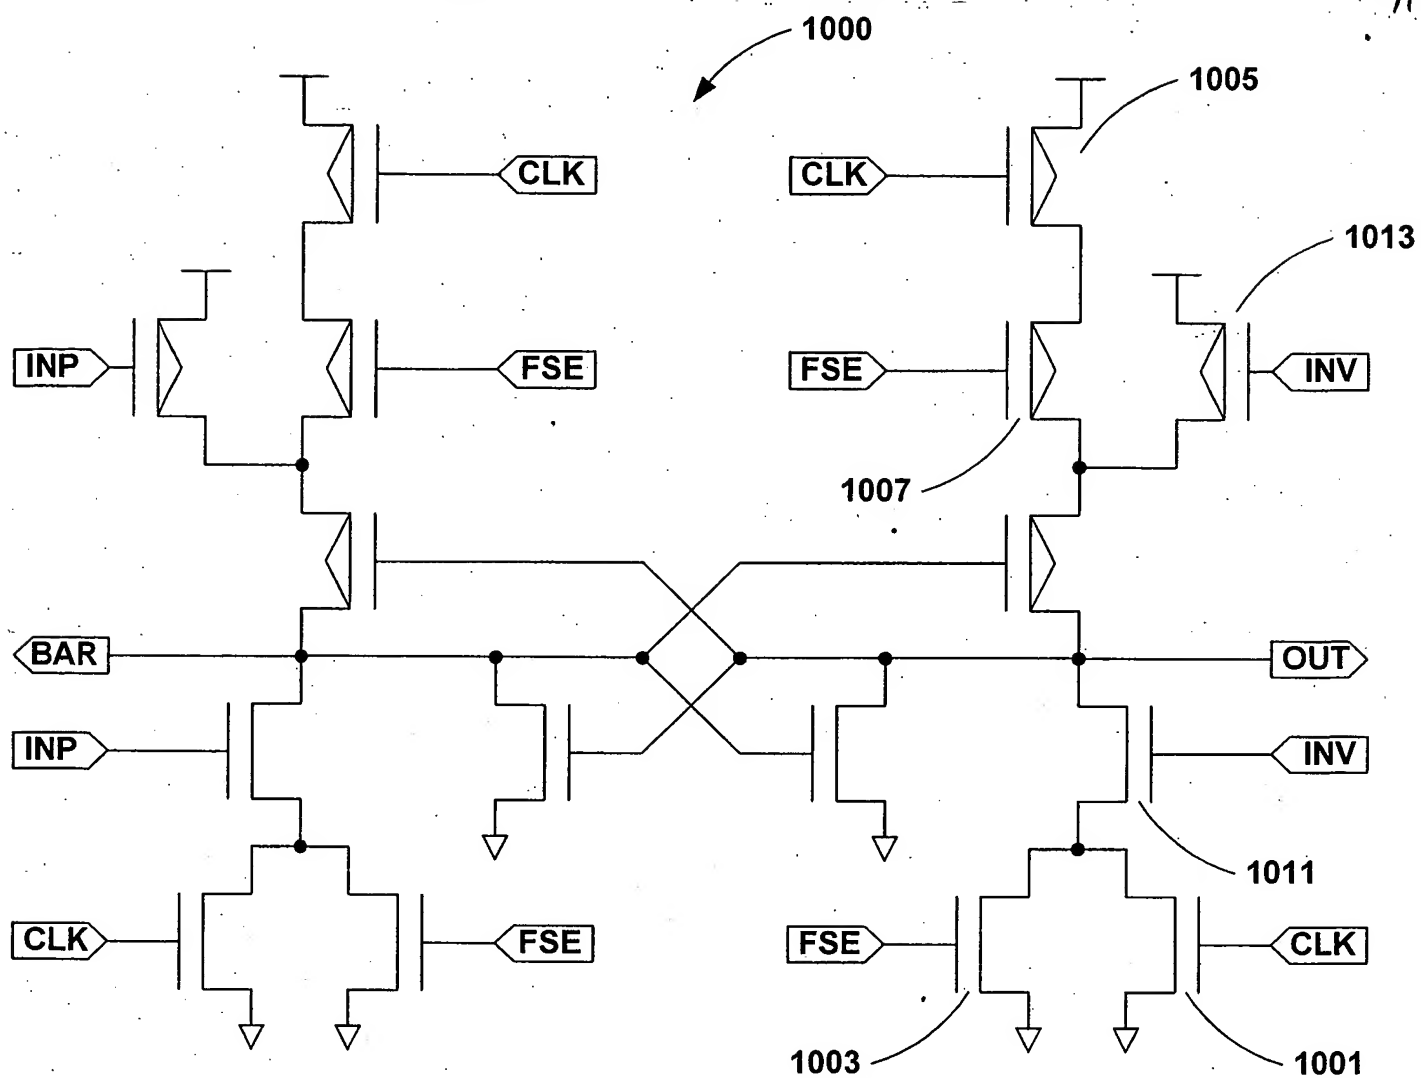 1000
1005
CLK
CLK
1013
INP
FSE
FSE
INV
1007
BAR
OUT
INP
INV
1011
CLK
FSE
FSE
CLK
1003
1001